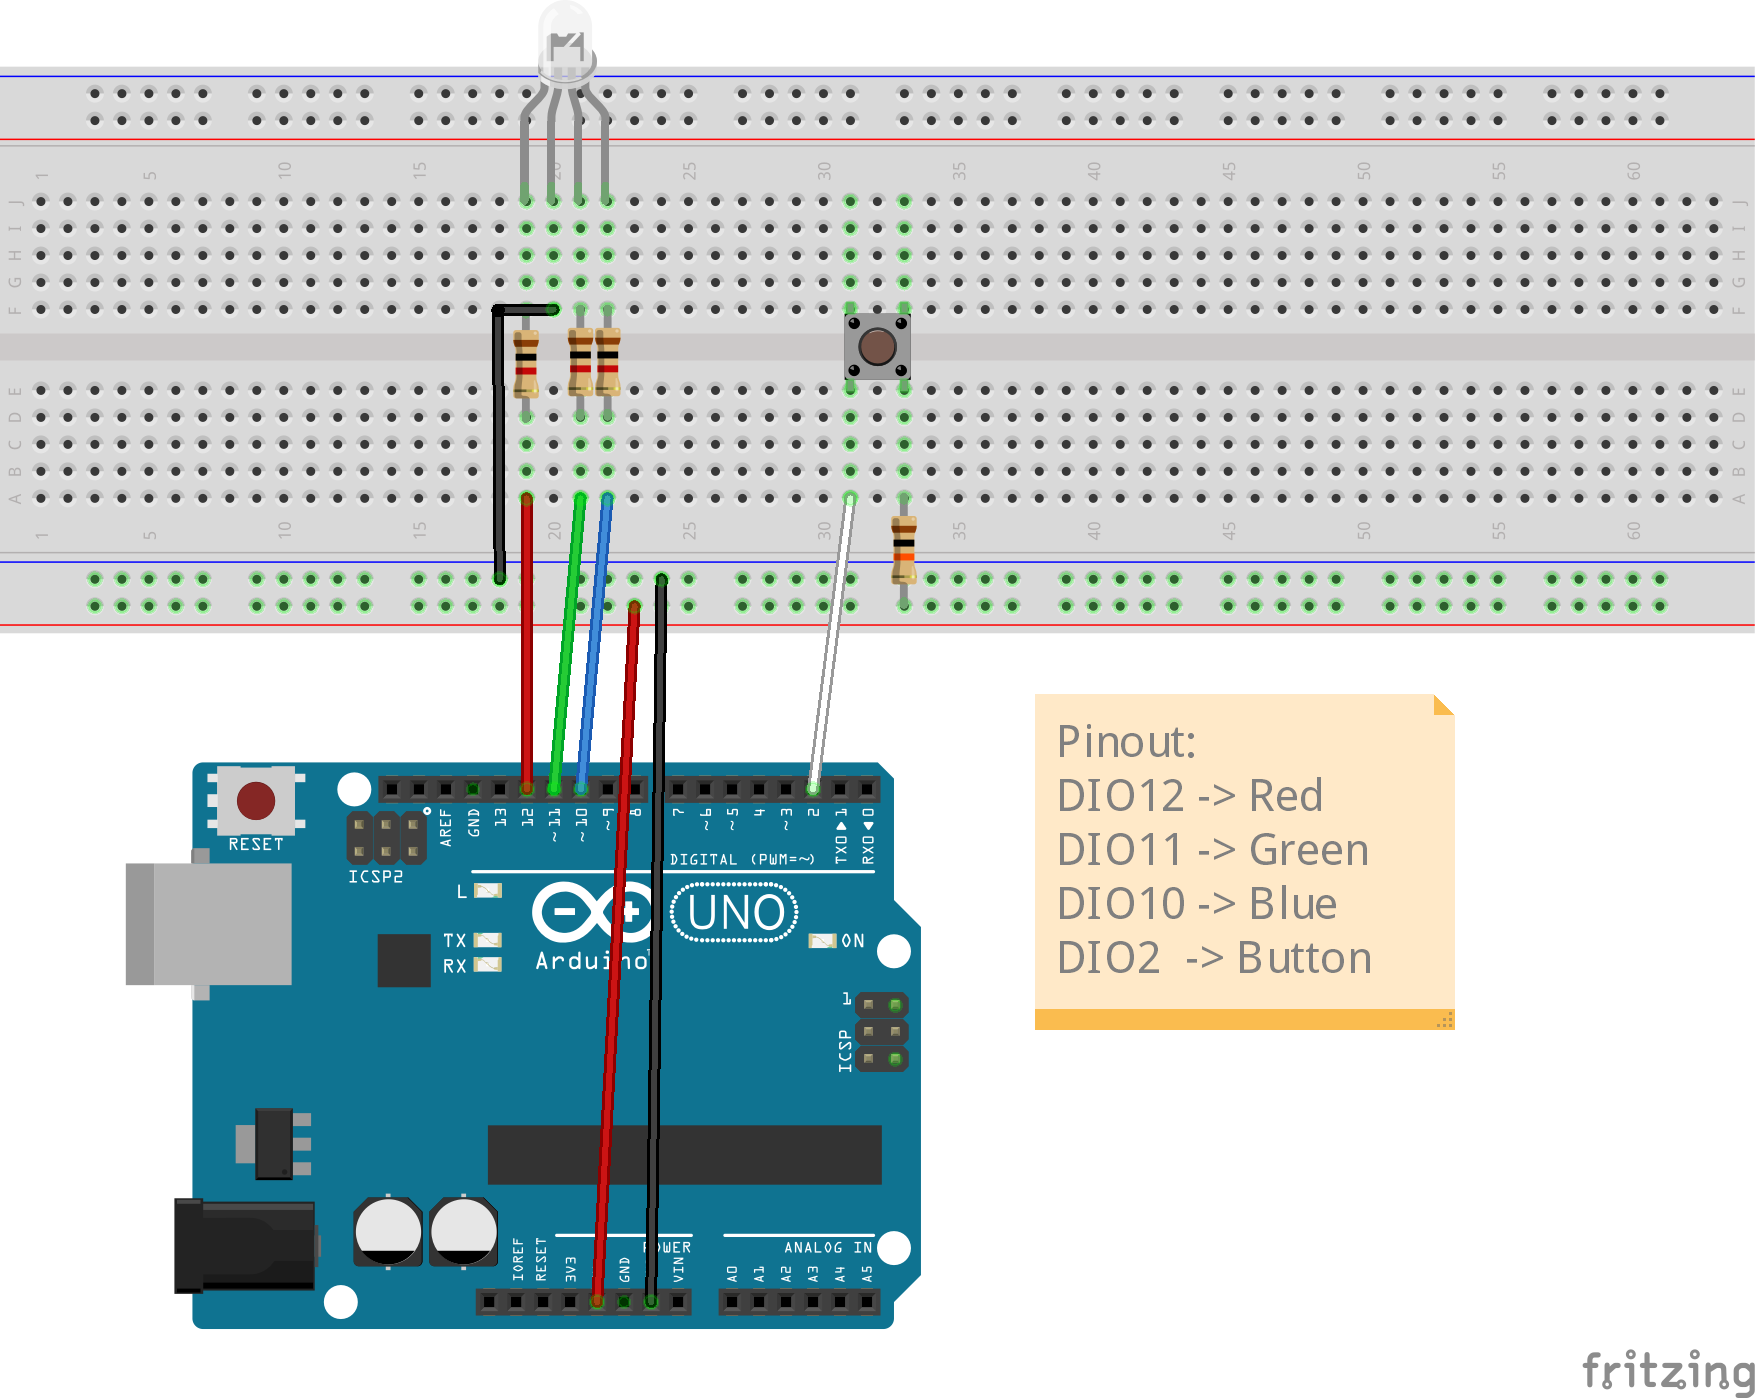 1 5 10 15 20 25 30 35 40 45 50 55 60
J J
I I
H H
G G
F F
E E
D D
C C
B B
A A
1 5 10 15 20 25 30 35 40 45 50 55 60
RESET
ICSP2
AREF GND 13 12 ~11 ~10 ~9 8 7 ~6 ~5 4 ~3 2 TX0▶1 RX0◀0
DIGITAL (PWM=~)
L
TX
RX
UNO
ON
Arduino
1
ICSP
POWER
ANALOG IN
IOREF RESET 3V3 GND VIN A0 A1 A2 A3 A4 A5
Pinout:
DIO12 -> Red
DIO11 -> Green
DIO10 -> Blue
DIO2 -> Button
fritzing